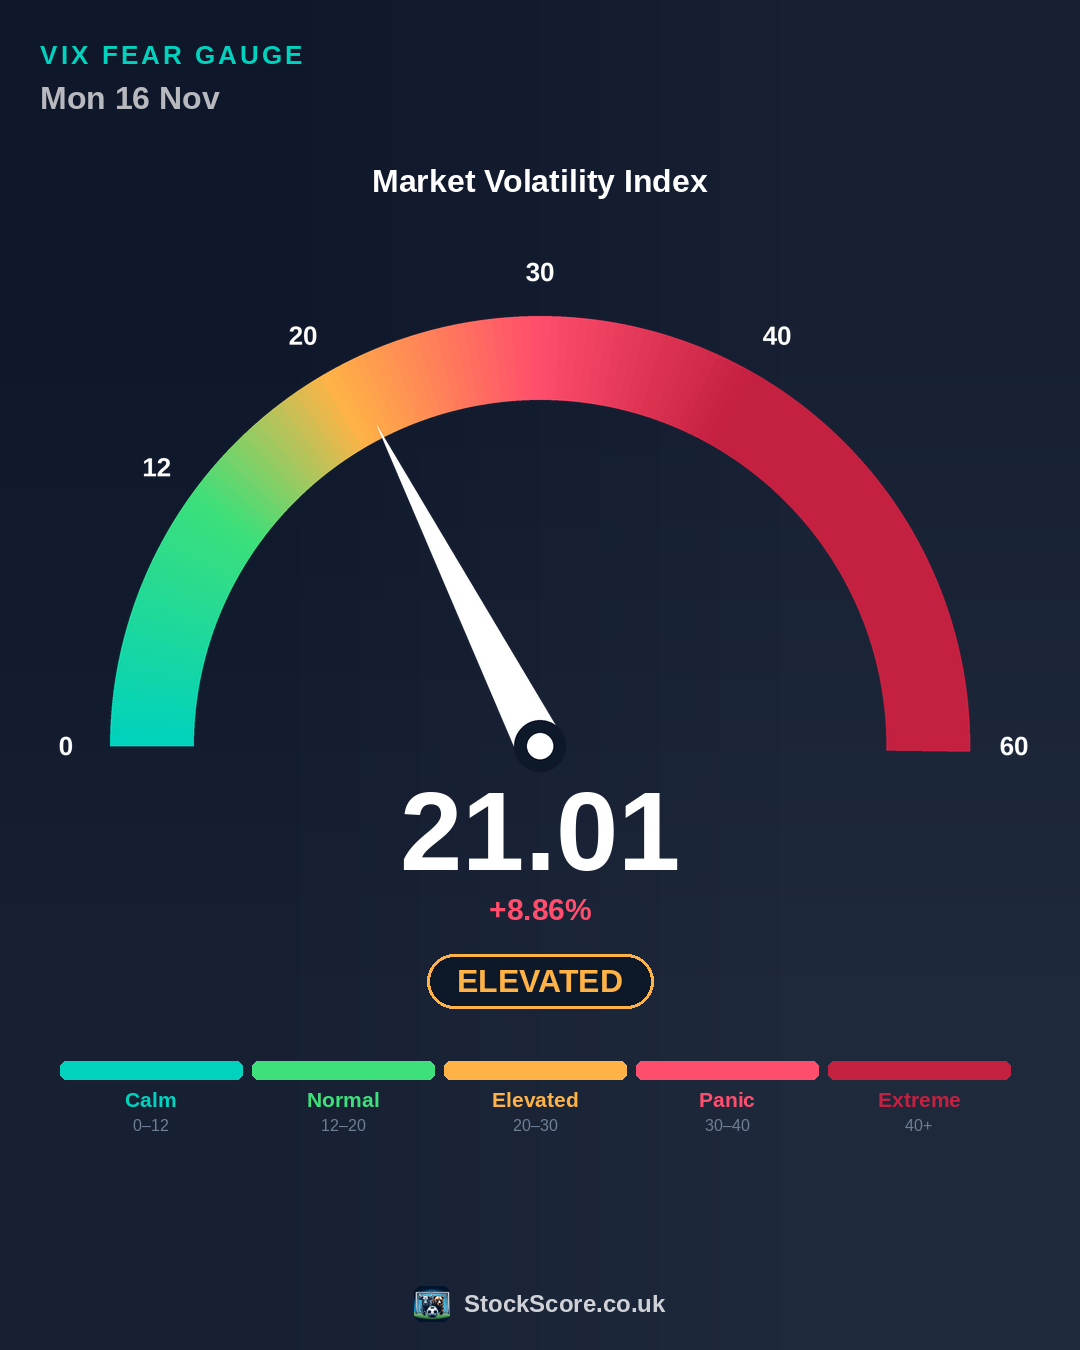 VIX FEAR GAUGE
Mon 16 Nov
Market Volatility Index
30
20
40
12
0
60
21.01
+8.86%
ELEVATED
Calm Normal Elevated Panic Extreme
0–12 12–20 20–30 30–40 40+
StockScore.co.uk